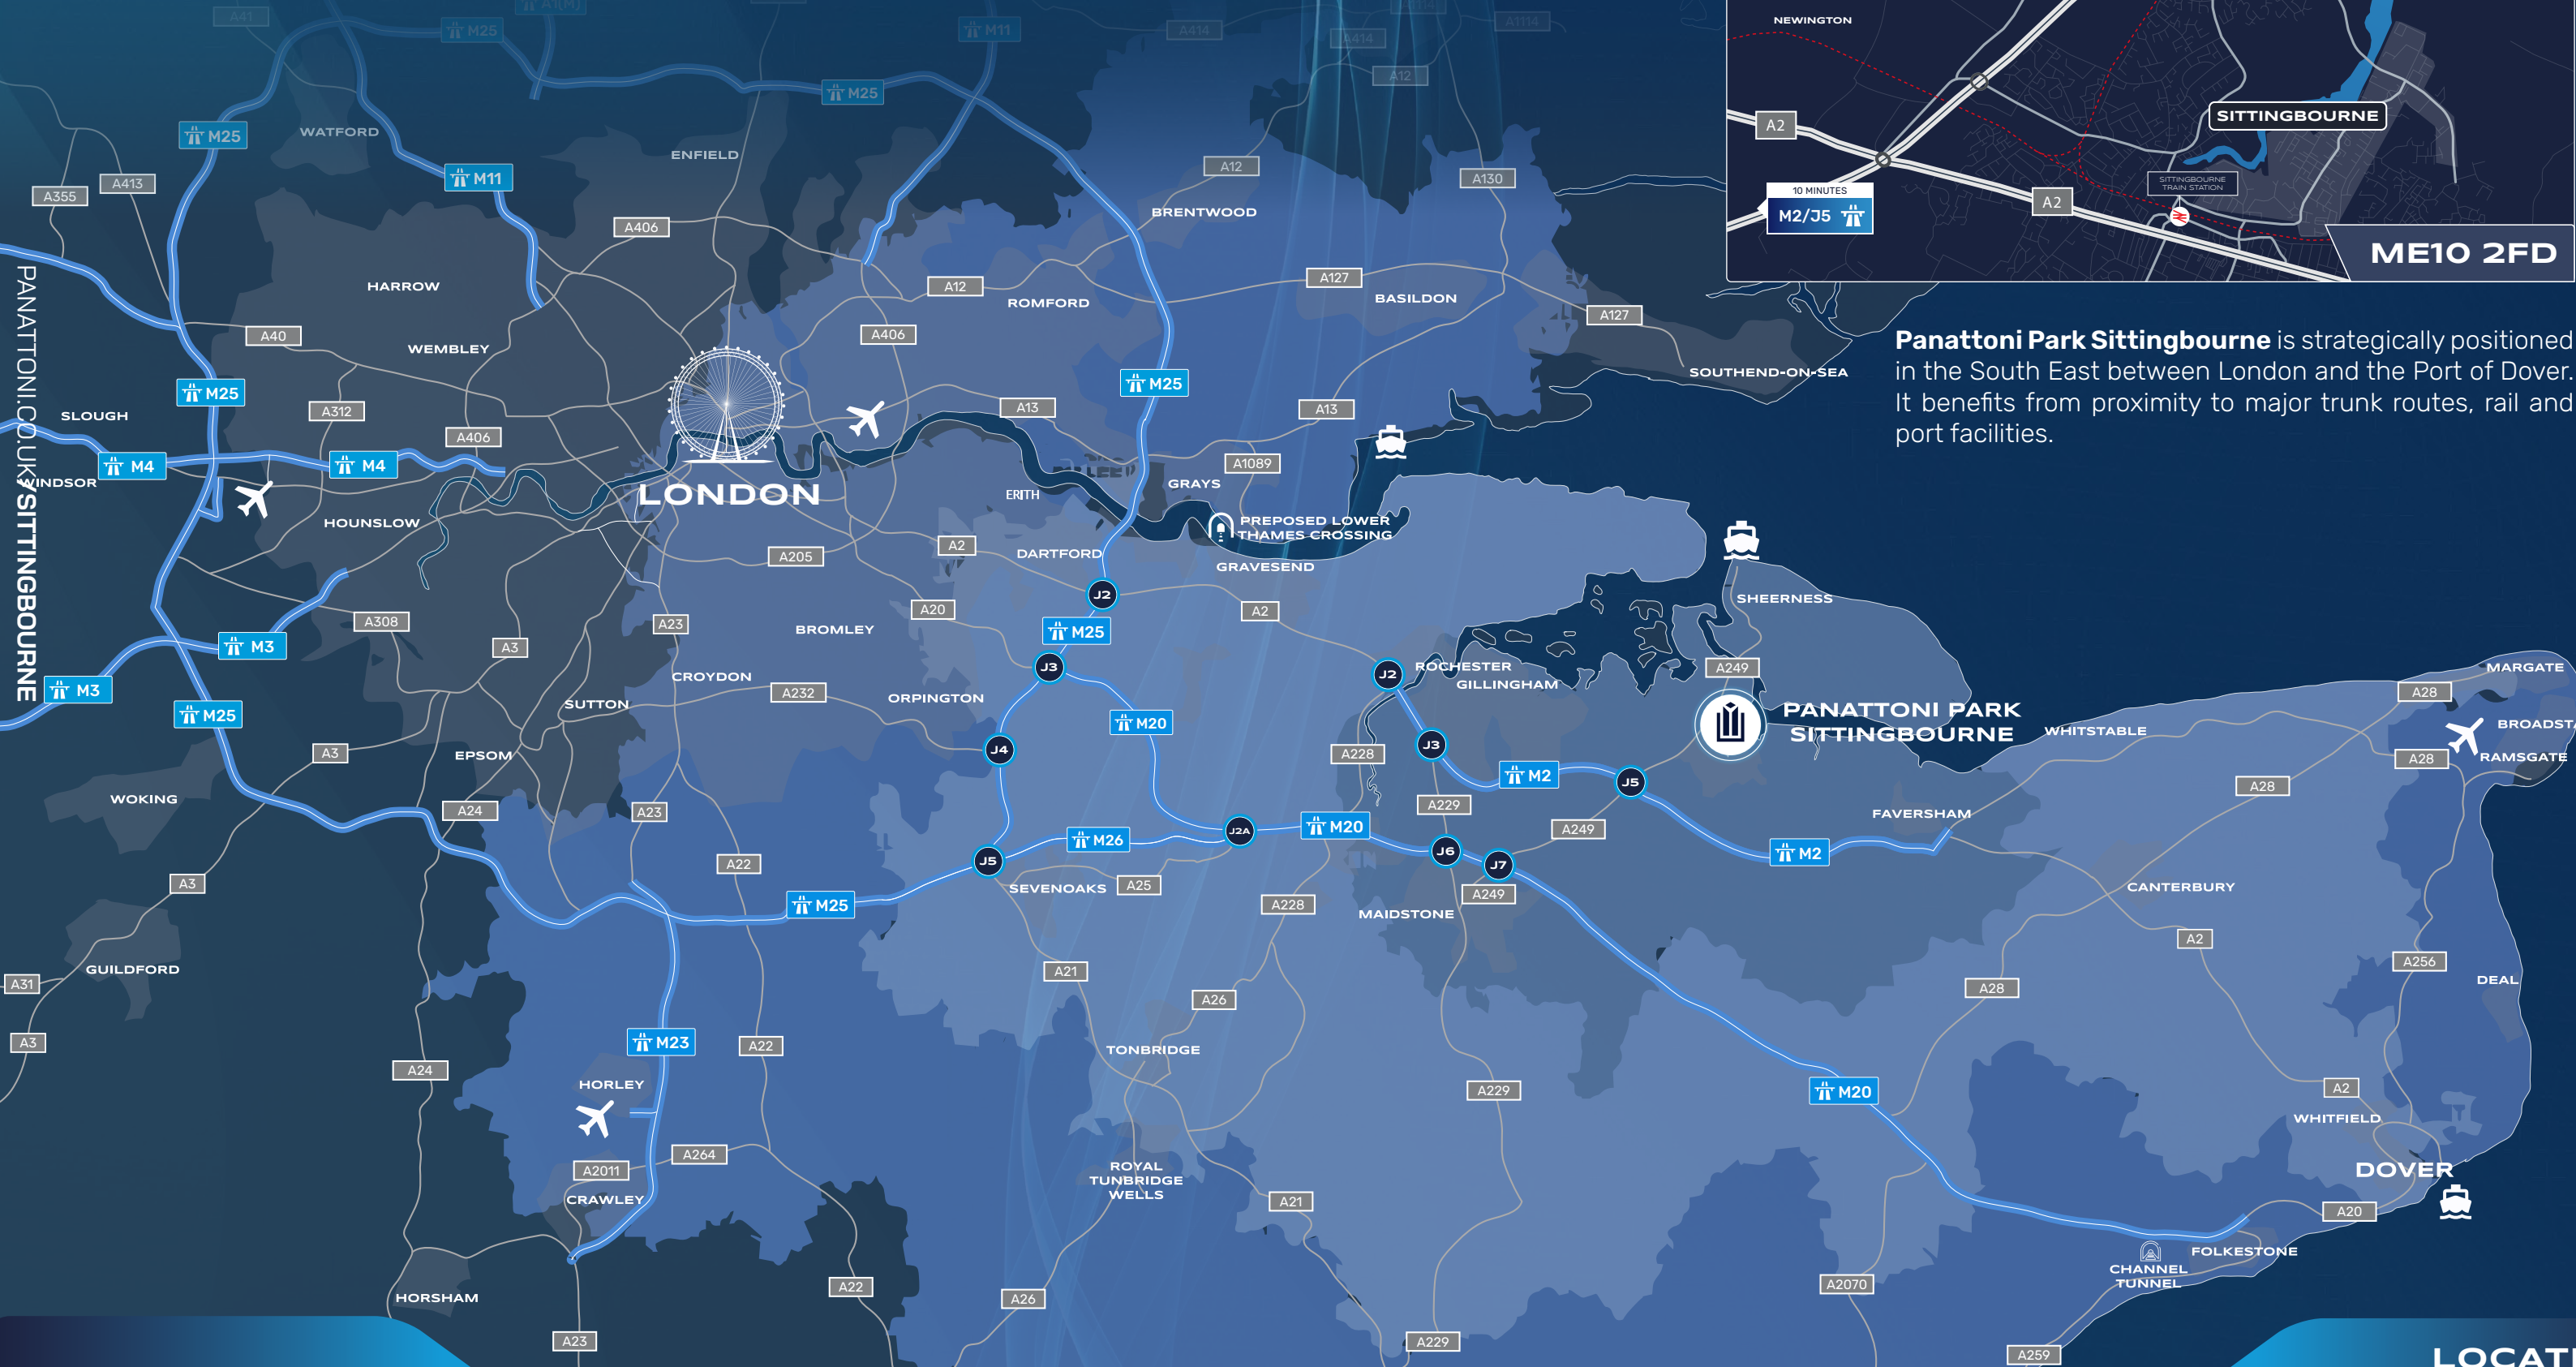 A41
M25
A1(M)
M11
A414
A414
A1114
A1114
A12
M25
M25
WATFORD
ENFIELD
A355
A413
M11
A12
A130
BRENTWOOD
A406
HARROW
A12
ROMFORD
A127
BASILDON
A127
A40
WEMBLEY
A406
SOUTHEND-ON-SEA
M25
M25
SLOUGH
A312
A406
A13
A13
M4
M4
A1089
WINDSOR
GRAYS
LONDON
ERITH
HOUNSLOW
PREPOSED LOWER
THAMES CROSSING
A205
A2
DARTFORD
GRAVESEND
J2
SHEERNESS
A20
A2
A308
A23
BROMLEY
M25
M3
A3
J3
J2
ROCHESTER
A249
MARGATE
M3
CROYDON
GILLINGHAM
A28
A232
ORPINGTON
SUTTON
M25
M20
PANATTONI PARK
SITTINGBOURNE
WHITSTABLE
BROADSTA
A3
EPSOM
J4
A228
J3
A28
RAMSGATE
M2
J5
A28
WOKING
A24
A23
A229
FAVERSHAM
M26
J2A
M20
A249
A22
J5
J6
J7
M2
A3
SEVENOAKS
A25
A249
CANTERBURY
M25
A228
MAIDSTONE
A2
GUILDFORD
A21
A256
A31
A26
A28
DEAL
A3
M23
A22
TONBRIDGE
A24
HORLEY
A229
M20
A2
WHITFIELD
A264
A2011
ROYAL
TUNBRIDGE
WELLS
DOVER
CRAWLEY
A21
A20
FOLKESTONE
CHANNEL
TUNNEL
A22
A2070
HORSHAM
A26
A23
A229
A259
PANATTONI.CO.UK/SITTINGBOURNE
NEWINGTON
A2
SITTINGBOURNE
SITTINGBOURNE
TRAIN STATION
10 MINUTES
M2/J5
A2
ME10 2FD
Panattoni Park Sittingbourne is strategically positioned
in the South East between London and the Port of Dover.
It benefits from proximity to major trunk routes, rail and
port facilities.
LOCATI